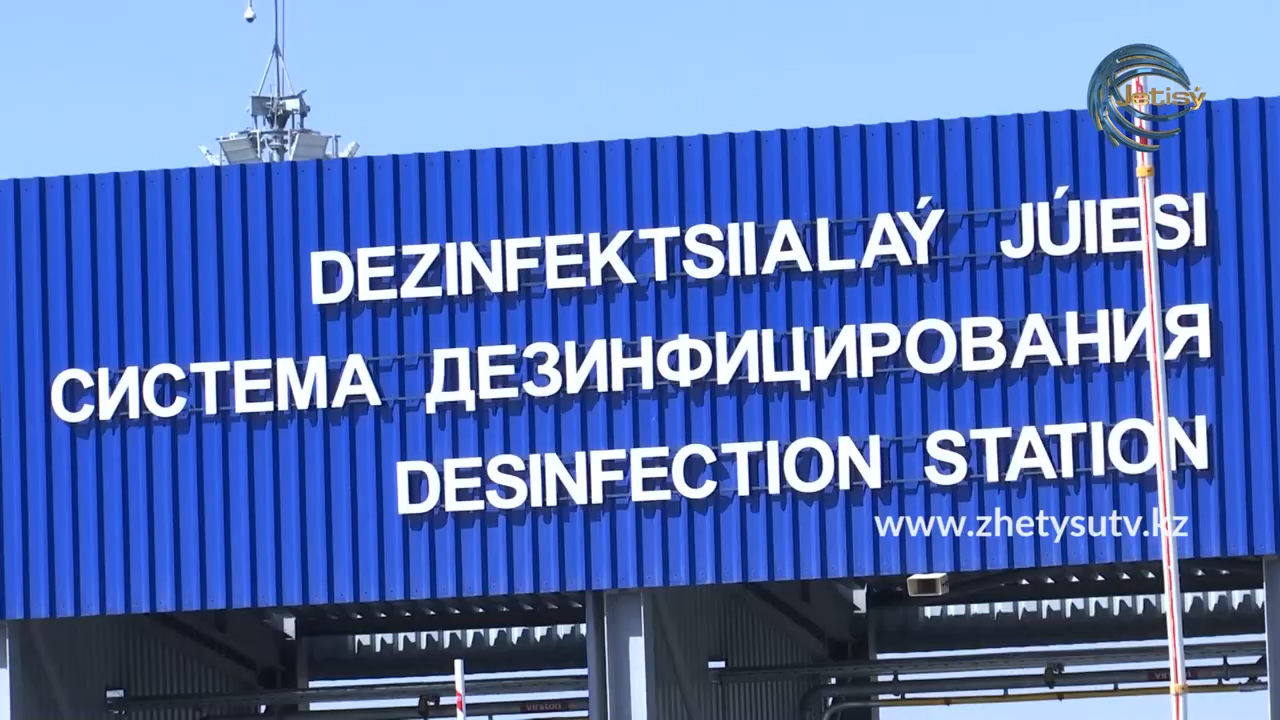 Jetisý
DEZINFEKTSIIALAÝ JÚIESI
СИСТЕМА ДЕЗИНФИЦИРОВАНИЯ
DESINFECTION STATION
www.zhetysutv.kz